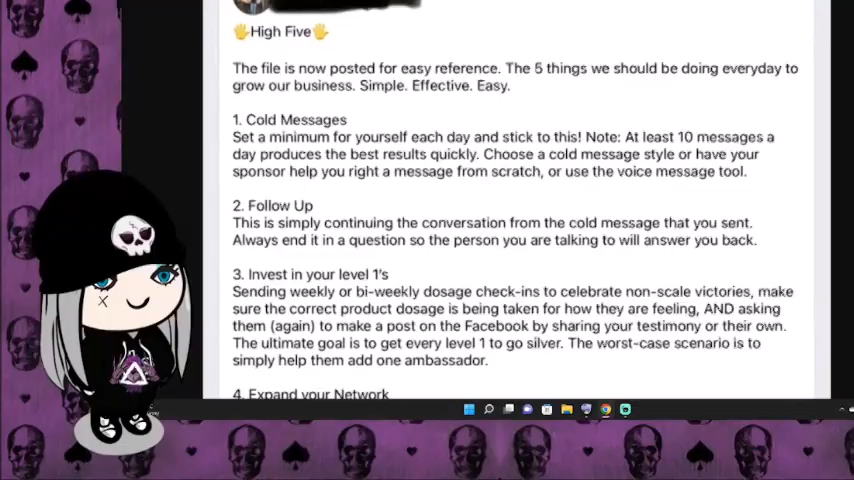 🖐High Five🖐
The file is now posted for easy reference. The 5 things we should be doing everyday to
grow our business. Simple. Effective. Easy.
1. Cold Messages
Set a minimum for yourself each day and stick to this! Note: At least 10 messages a
day produces the best results quickly. Choose a cold message style or have your
sponsor help you right a message from scratch, or use the voice message tool.
2. Follow Up
This is simply continuing the conversation from the cold message that you sent.
Always end it in a question so the person you are talking to will answer you back.
3. Invest in your level 1's
Sending weekly or bi-weekly dosage check-ins to celebrate non-scale victories, make
sure the correct product dosage is being taken for how they are feeling, AND asking
them (again) to make a post on the Facebook by sharing your testimony or their own.
The ultimate goal is to get every level 1 to go silver. The worst-case scenario is to
simply help them add one ambassador.
4. Expand your Network